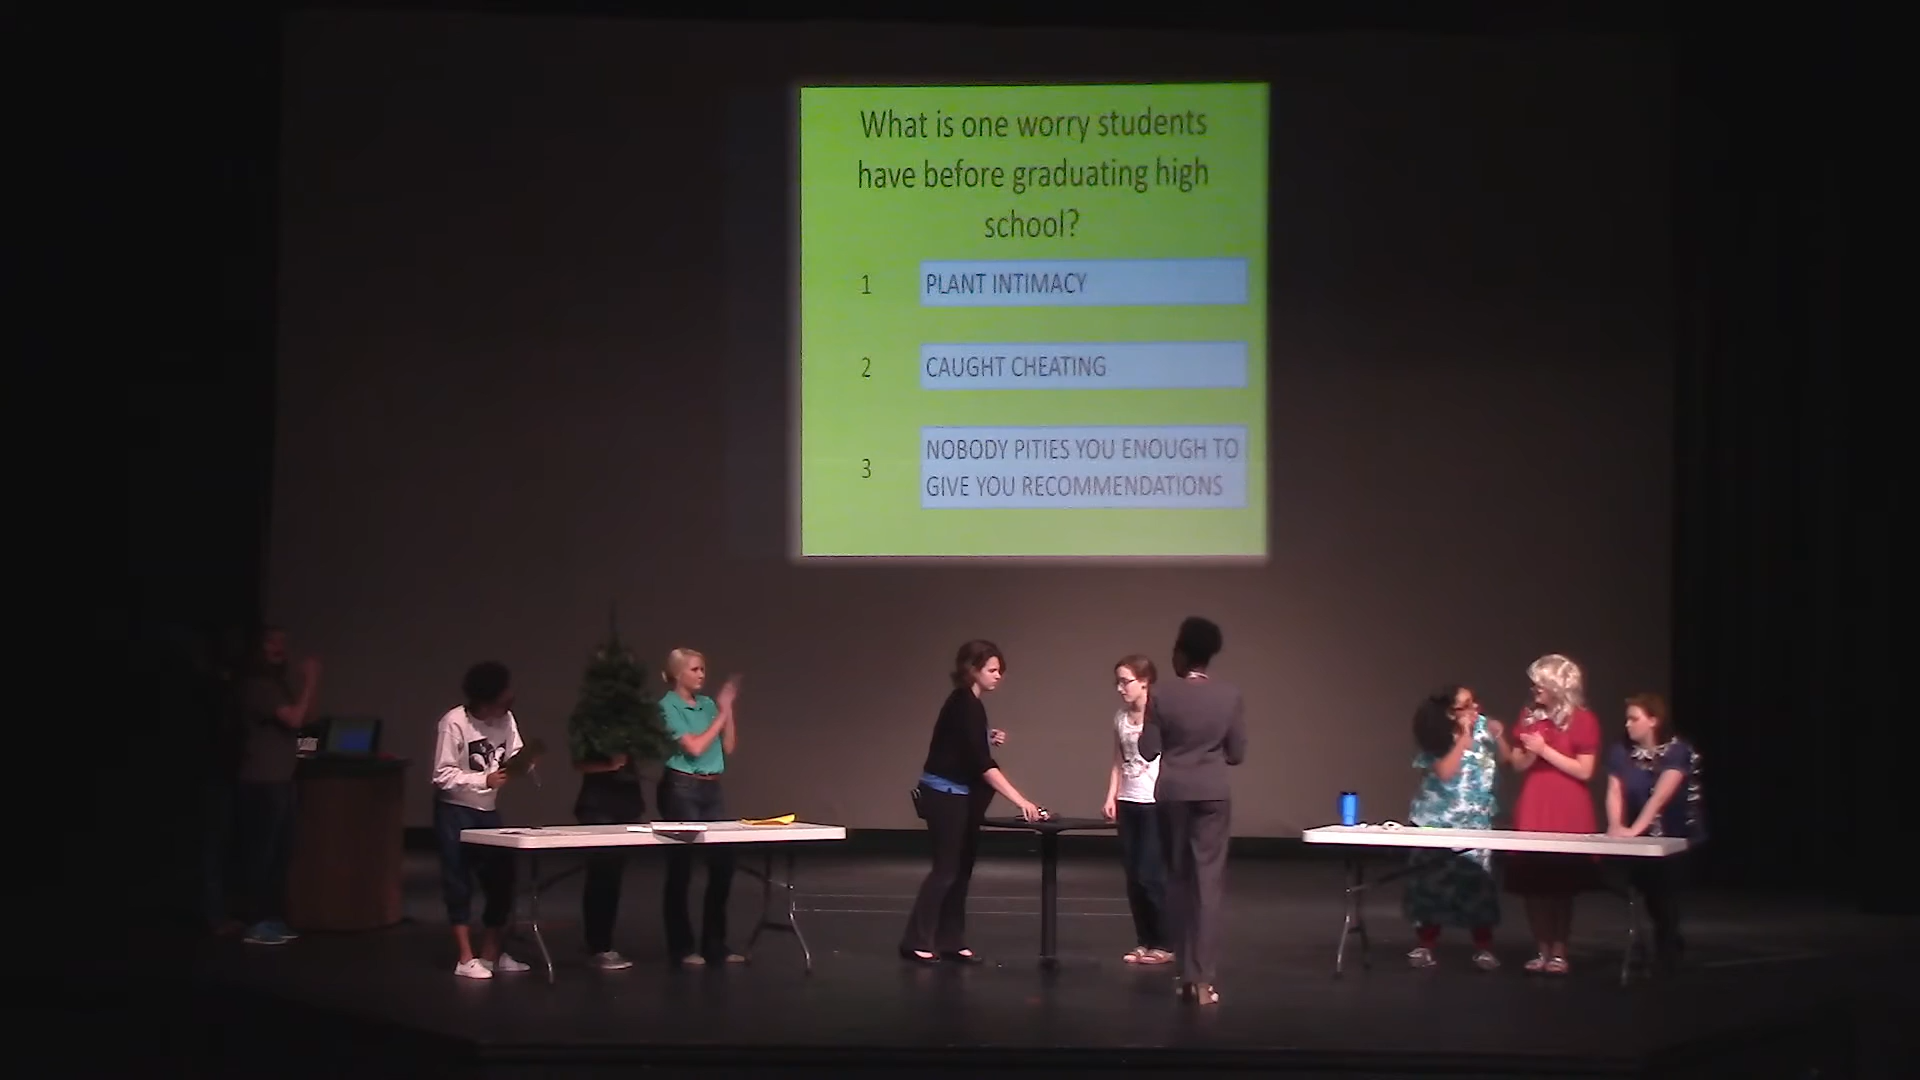 What is one worry students
have before graduating high
school?
1 PLANT INTIMACY
2 CAUGHT CHEATING
3 NOBODY PITIES YOU ENOUGH TO
GIVE YOU RECOMMENDATIONS